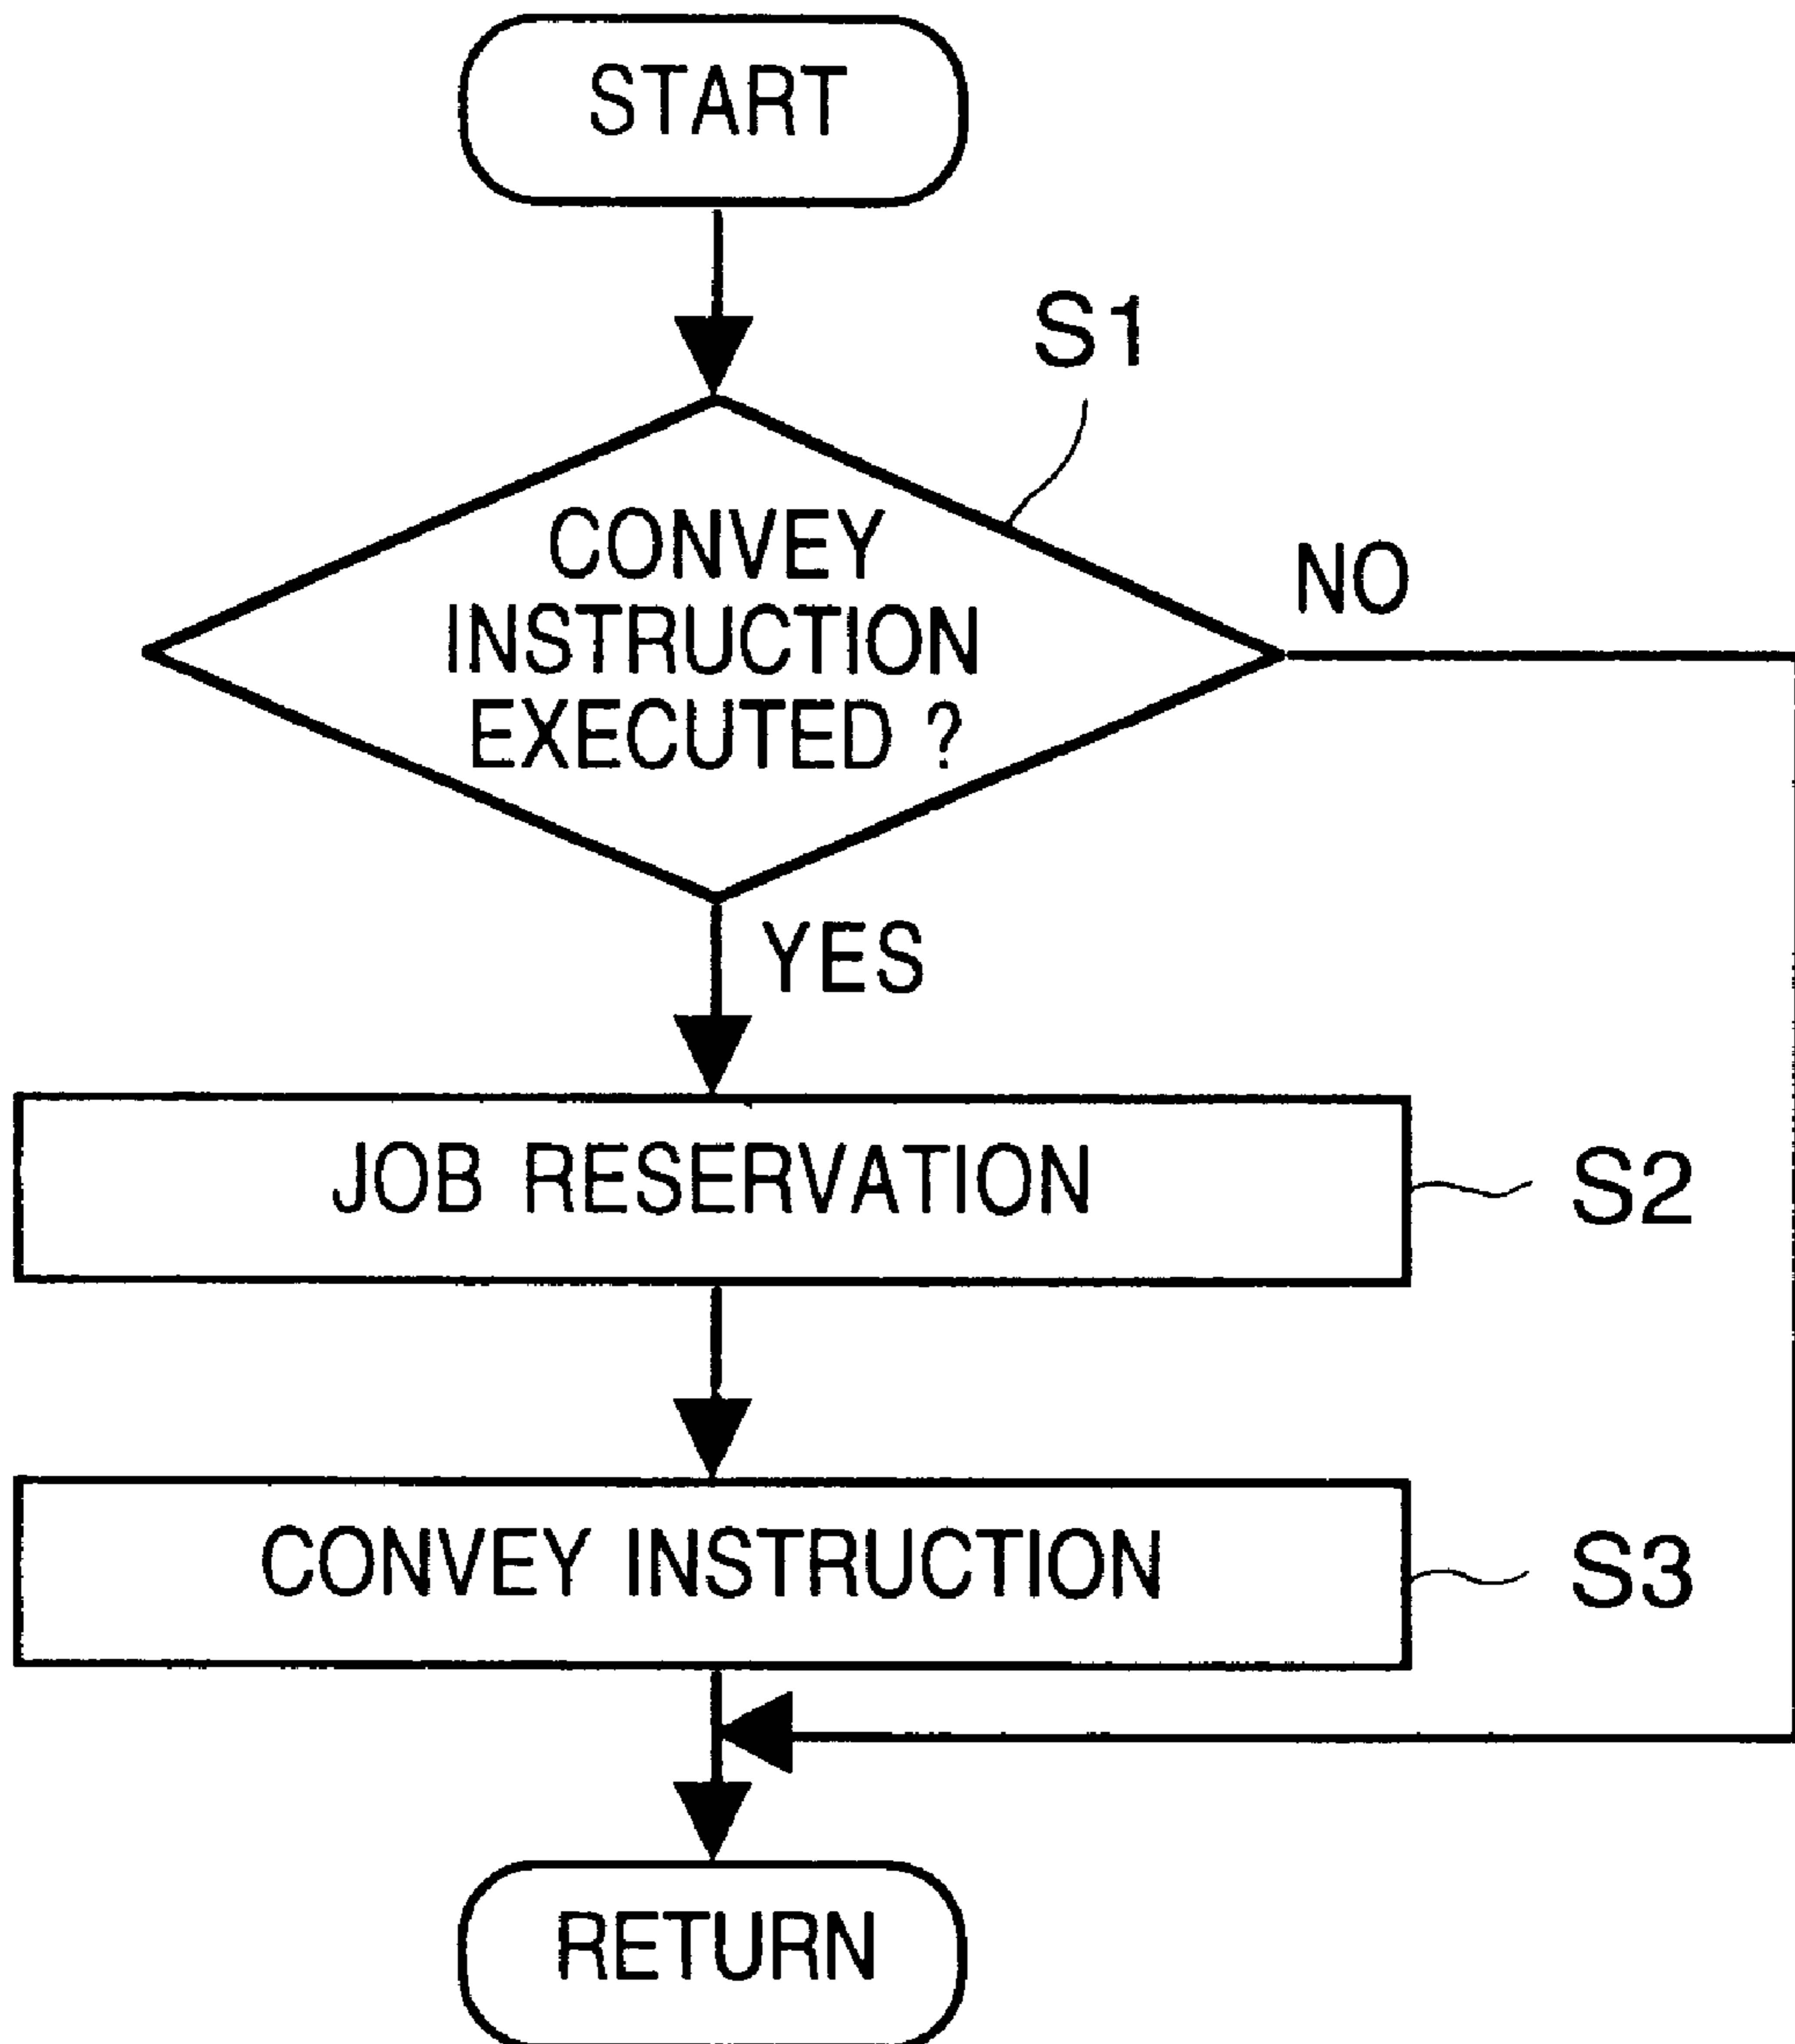 START
S1
CONVEY
INSTRUCTION
EXECUTED ?
NO
YES
JOB RESERVATION
S2
CONVEY INSTRUCTION
S3
RETURN